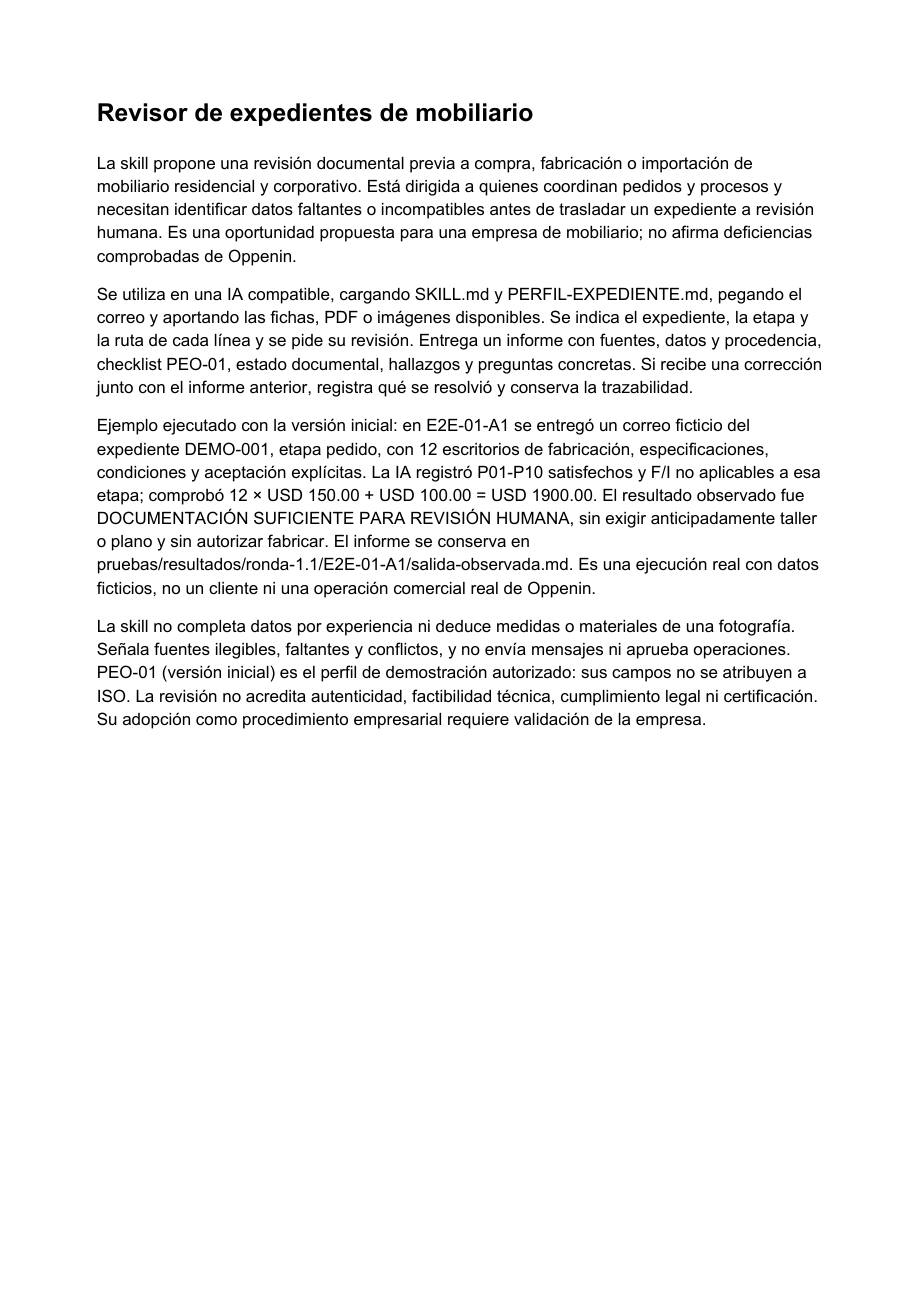 Revisor de expedientes de mobiliario
La skill propone una revisión documental previa a compra, fabricación o importación de
mobiliario residencial y corporativo. Está dirigida a quienes coordinan pedidos y procesos y
necesitan identificar datos faltantes o incompatibles antes de trasladar un expediente a revisión
humana. Es una oportunidad propuesta para una empresa de mobiliario; no afirma deficiencias
comprobadas de Oppenin.
Se utiliza en una IA compatible, cargando SKILL.md y PERFIL-EXPEDIENTE.md, pegando el
correo y aportando las fichas, PDF o imágenes disponibles. Se indica el expediente, la etapa y
la ruta de cada línea y se pide su revisión. Entrega un informe con fuentes, datos y procedencia,
checklist PEO-01, estado documental, hallazgos y preguntas concretas. Si recibe una corrección
junto con el informe anterior, registra qué se resolvió y conserva la trazabilidad.
Ejemplo ejecutado con la versión inicial: en E2E-01-A1 se entregó un correo ficticio del
expediente DEMO-001, etapa pedido, con 12 escritorios de fabricación, especificaciones,
condiciones y aceptación explícitas. La IA registró P01-P10 satisfechos y F/I no aplicables a esa
etapa; comprobó 12 × USD 150.00 + USD 100.00 = USD 1900.00. El resultado observado fue
DOCUMENTACIÓN SUFICIENTE PARA REVISIÓN HUMANA, sin exigir anticipadamente taller
o plano y sin autorizar fabricar. El informe se conserva en
pruebas/resultados/ronda-1.1/E2E-01-A1/salida-observada.md. Es una ejecución real con datos
ficticios, no un cliente ni una operación comercial real de Oppenin.
La skill no completa datos por experiencia ni deduce medidas o materiales de una fotografía.
Señala fuentes ilegibles, faltantes y conflictos, y no envía mensajes ni aprueba operaciones.
PEO-01 (versión inicial) es el perfil de demostración autorizado: sus campos no se atribuyen a
ISO. La revisión no acredita autenticidad, factibilidad técnica, cumplimiento legal ni certificación.
Su adopción como procedimiento empresarial requiere validación de la empresa.